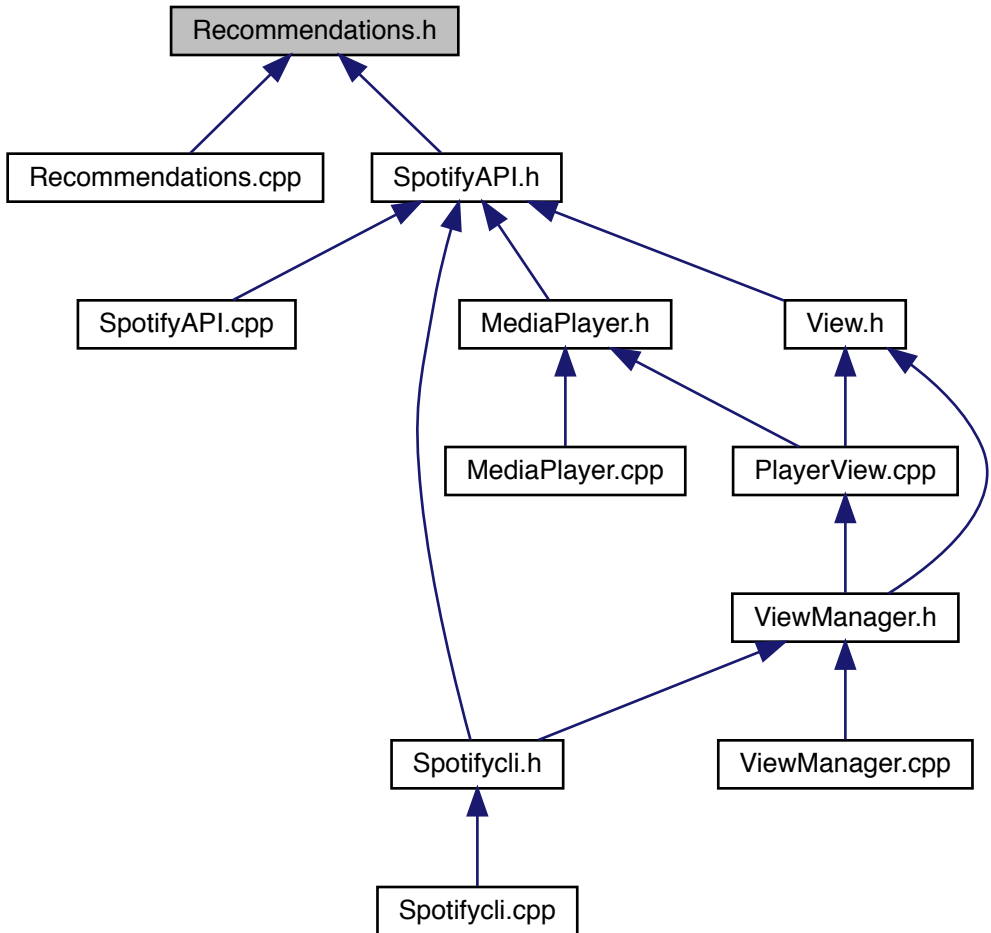 Recommendations.h
Recommendations.cpp
SpotifyAPI.h
SpotifyAPI.cpp
MediaPlayer.h
View.h
MediaPlayer.cpp
PlayerView.cpp
ViewManager.h
Spotifycli.h
ViewManager.cpp
Spotifycli.cpp